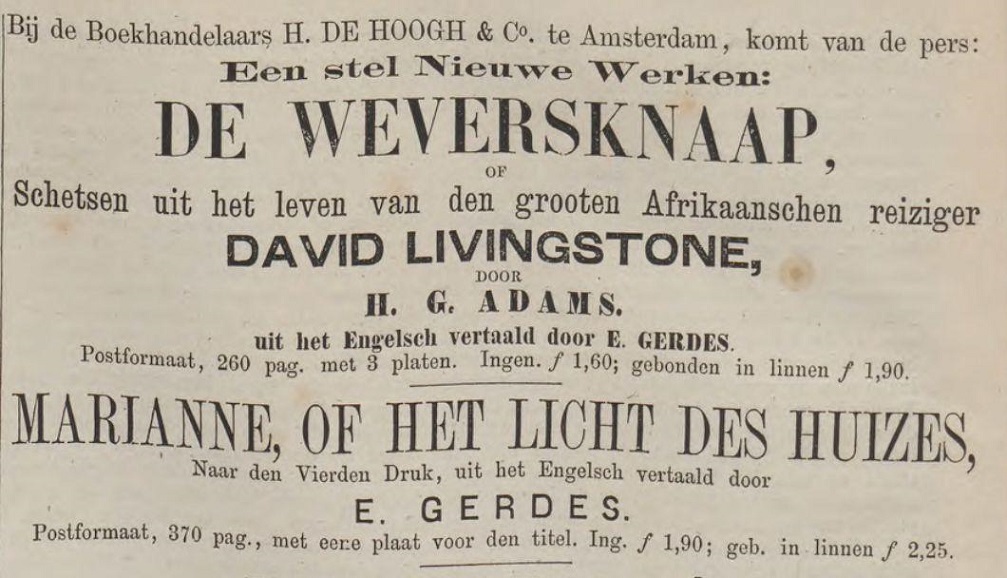 Bij de Boekhandelaars H. DE HOOGH & Co. te Amsterdam, komt van de pers:
Een stel Nieuwe Werken:
DE WEVERSKNAAP,
OF
Schetsen uit het leven van den grooten Afrikaanschen reiziger
DAVID LIVINGSTONE,
DOOR
H. G. ADAMS.
uit het Engelsch vertaald door E. GERDES.
Postformaat, 260 pag. met 3 platen. Ingen. f 1,60; gebonden in linnen f 1,90.
MARIANNE, OF HET LICHT DES HUIZES,
Naar den Vierden Druk, uit het Engelsch vertaald door
E. GERDES.
Postformaat, 370 pag., met eene plaat voor den titel. Ing. f 1,90; geb. in linnen f 2,25.